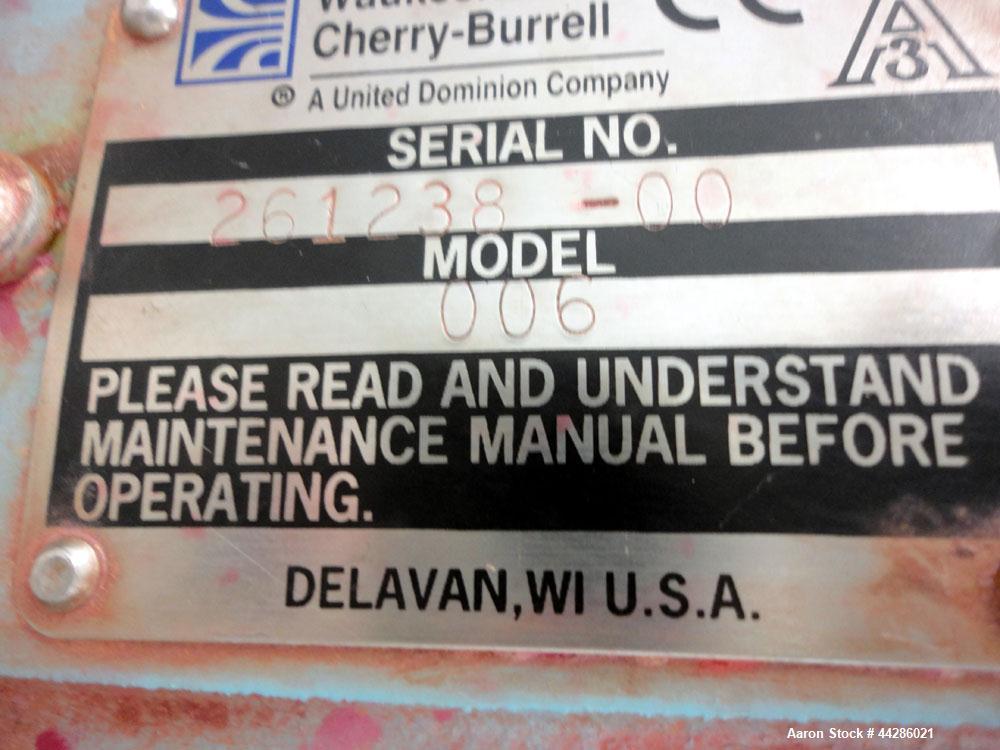 Cherry-Burrell
® A United Dominion Company
3
A
SERIAL NO.
261238 -00
MODEL
006
PLEASE READ AND UNDERSTAND
MAINTENANCE MANUAL BEFORE
OPERATING.
DELAVAN,WI U.S.A.
Aaron Stock # 44286021